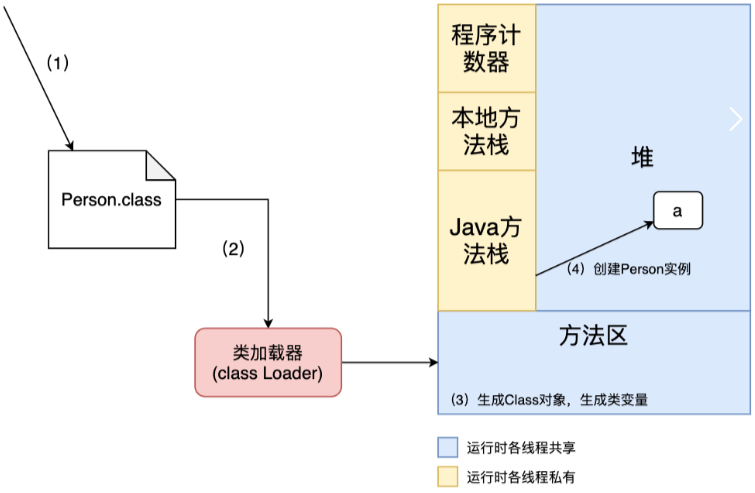 (1)
Person.class
(2)
类加载器
(class Loader)
程序计
数器
本地方
法栈
Java方
法栈
堆
a
(4) 创建Person实例
方法区
(3) 生成Class对象，生成类变量
运行时各线程共享
运行时各线程私有